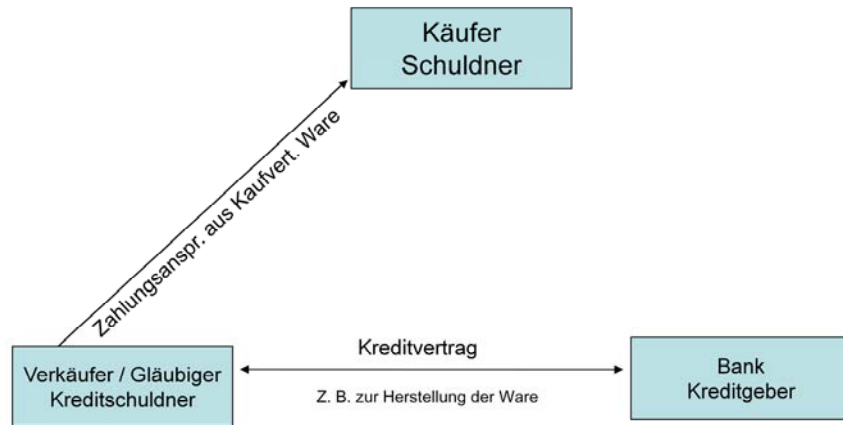 Käufer
Schuldner
Zahlungsanspr. aus Kaufvert. Ware
Verkäufer / Gläubiger
Kreditschuldner
Kreditvertrag
Z. B. zur Herstellung der Ware
Bank
Kreditgeber